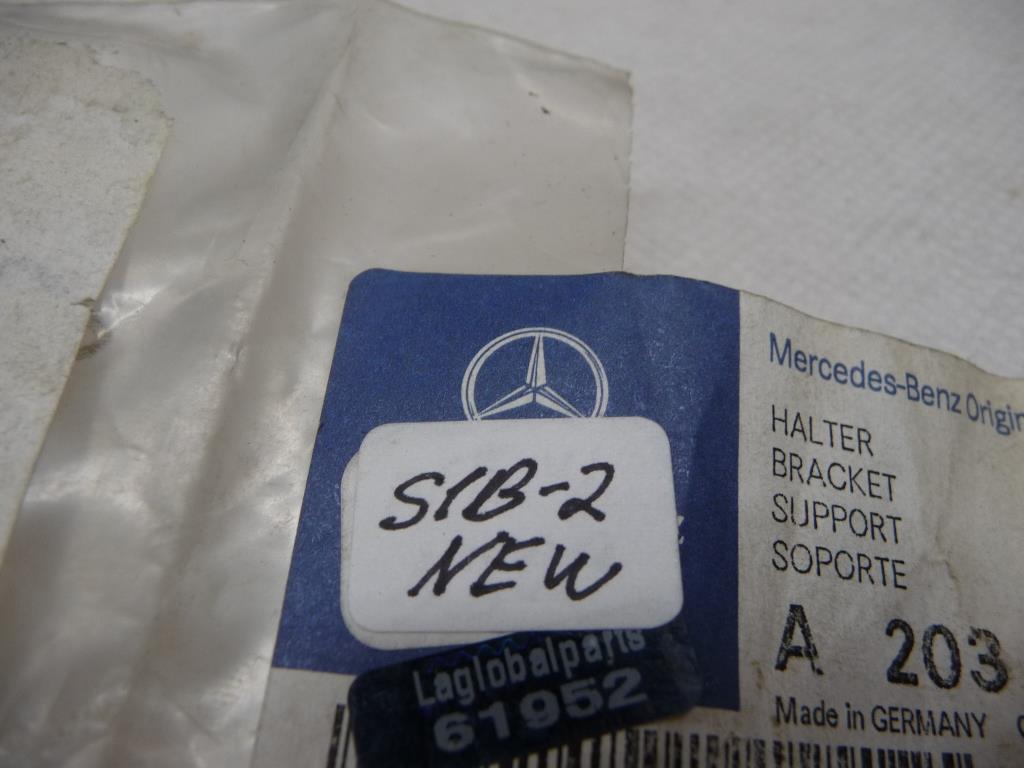 Mercedes-Benz Origin
HALTER
BRACKET
SUPPORT
SOPORTE
A 203
Made in GERMANY
S1B-2
NEW
Laglobalparts
61952